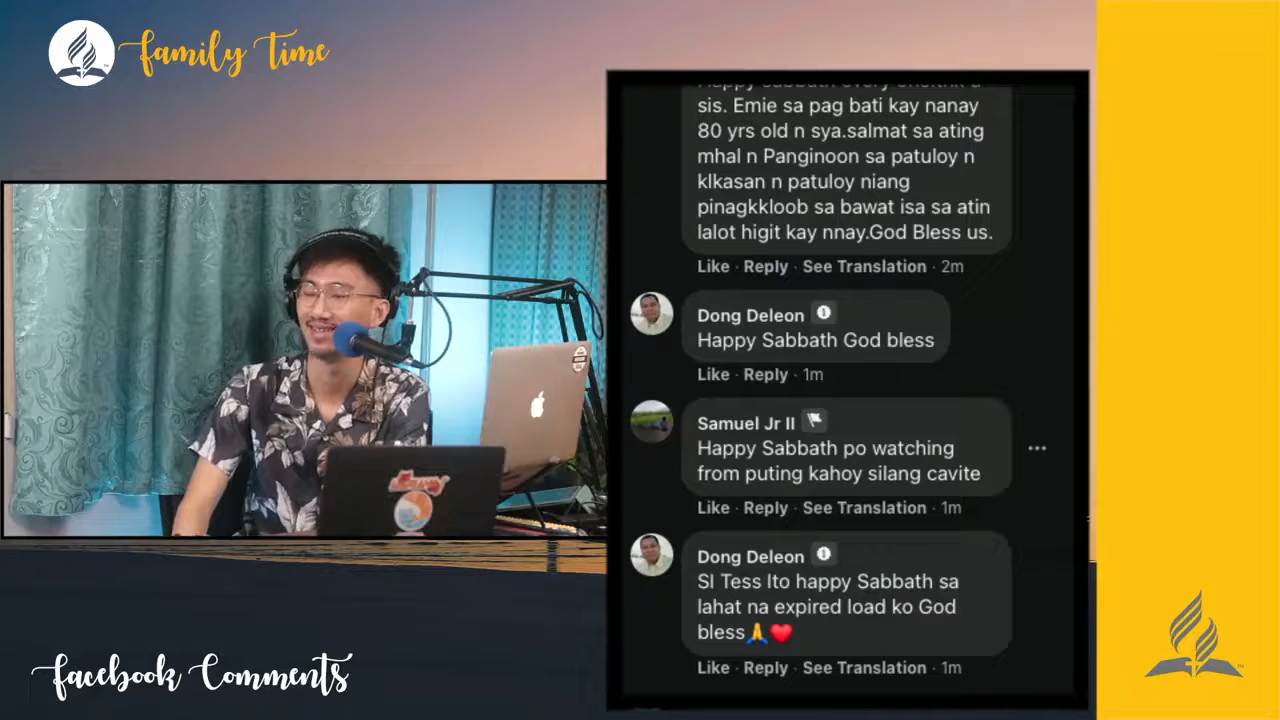 family Time
Happy sabbath every
sis. Emie sa pag bati kay nanay
80 yrs old n sya.salmat sa ating
mhal n Panginoon sa patuloy n
klkasan n patuloy niang
pinagkkloob sa bawat isa sa atin
lalot higit kay nnay.God Bless us.
Like · Reply · See Translation · 2m
Dong Deleon
Happy Sabbath God bless
Like · Reply · 1m
Samuel Jr II
Happy Sabbath po watching
from puting kahoy silang cavite
Like · Reply · See Translation · 1m
Dong Deleon
SI Tess Ito happy Sabbath sa
lahat na expired load ko God
bless🙏❤️
Like · Reply · See Translation · 1m
facebook Comments